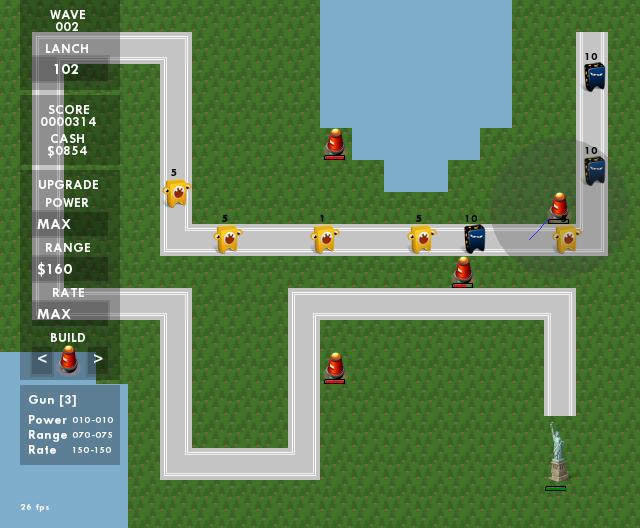 WAVE
002
LANCH
102
SCORE
0000314
CASH
$0854
UPGRADE
POWER
MAX
RANGE
$160
RATE
MAX
BUILD
< >
Gun [3]
Power 010-010
Range 070-075
Rate 150-150
26 fps
10
10
5
5
1
5
10